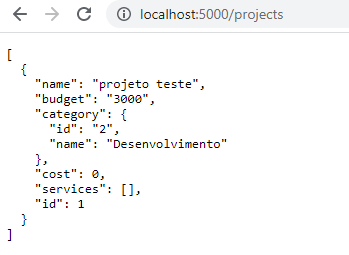 localhost:5000/projects
[
  {
    "name": "projeto teste",
    "budget": "3000",
    "category": {
      "id": "2",
      "name": "Desenvolvimento"
    },
    "cost": 0,
    "services": [],
    "id": 1
  }
]